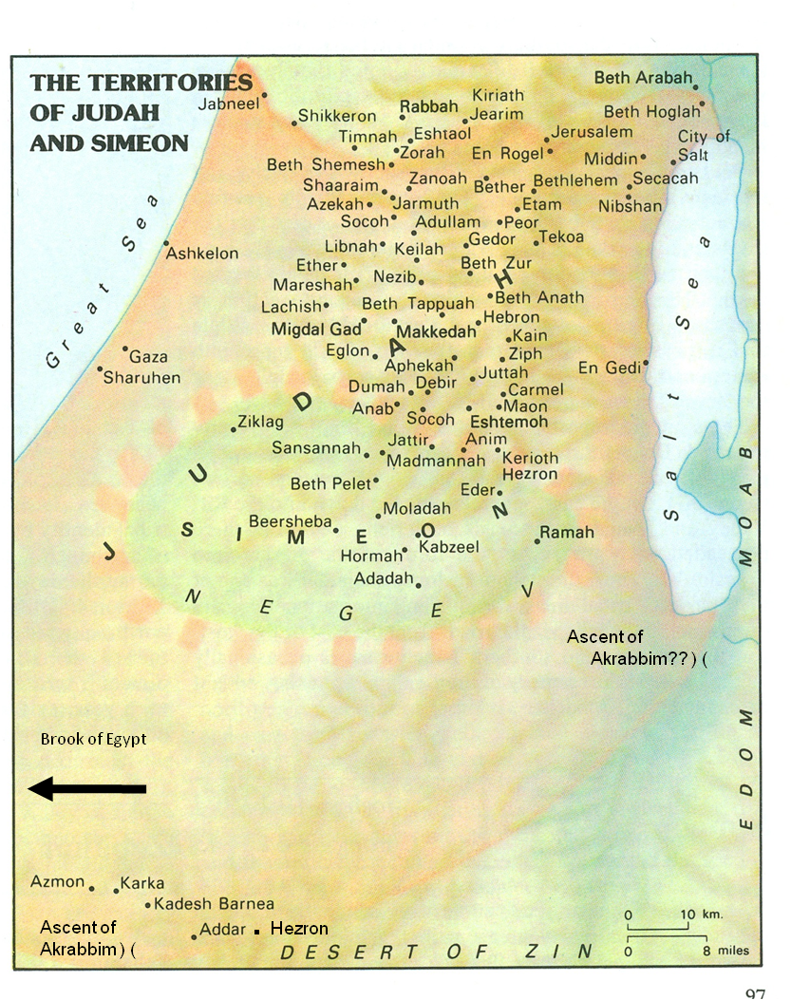 THE TERRITORIES
OF JUDAH
AND SIMEON
Great Sea
Jabneel
Shikkeron
Rabbah
Kiriath
Jearim
Beth Arabah
Beth Hoglah
Timnah
Eshtaol
Jerusalem
City of
Salt
Zorah
En Rogel
Middin
Beth Shemesh
Shaaraim
Zanoah
Bether
Bethlehem
Secacah
Azekah
Jarmuth
Etam
Nibshan
Socoh
Adullam
Peor
Libnah
Keilah
Gedor
Tekoa
Ashkelon
Ether
Beth Zur
Mareshah
Nezib
Lachish
Beth Tappuah
Beth Anath
Hebron
Migdal Gad
Makkedah
Kain
Eglon
Ziph
Gaza
Sharuhen
Aphekah
Juttah
En Gedi
Dumah
Debir
Carmel
Anab
Socoh
Maon
Eshtemoh
Ziklag
Jattir
Anim
Sansannah
Madmannah
Kerioth
Hezron
Beth Pelet
Eder
Moladah
Beersheba
Ramah
Hormah
Kabzeel
Adadah
JUDAH
SIMEON
NEGEV
Salt Sea
MOAB
Ascent of
Akrabbim??) (
EDOM
Brook of Egypt
Azmon
Karka
Kadesh Barnea
Ascent of
Akrabbim) (
Addar
Hezron
DESERT OF ZIN
0 10 km.
0 8 miles
97